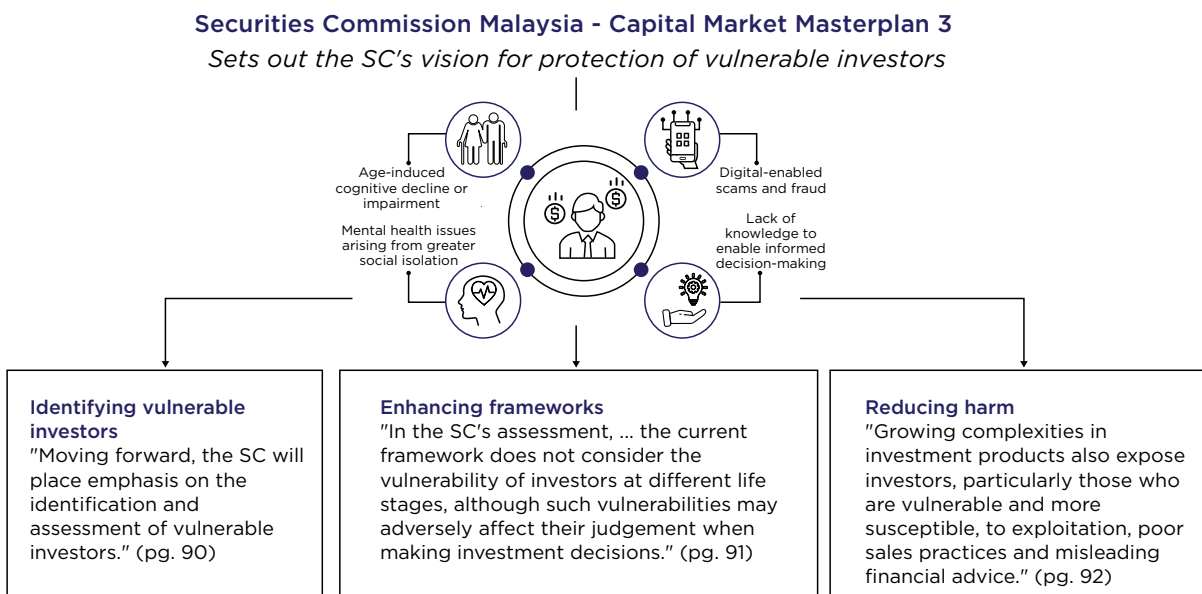 Securities Commission Malaysia - Capital Market Masterplan 3
Sets out the SC's vision for protection of vulnerable investors
Age-induced
cognitive decline or
impairment
Digital-enabled
scams and fraud
Mental health issues
arising from greater
social isolation
Lack of
knowledge to
enable informed
decision-making
$
$
Identifying vulnerable
investors
"Moving forward, the SC will
place emphasis on the
identification and
assessment of vulnerable
investors." (pg. 90)
Enhancing frameworks
"In the SC's assessment, ... the current
framework does not consider the
vulnerability of investors at different life
stages, although such vulnerabilities may
adversely affect their judgement when
making investment decisions." (pg. 91)
Reducing harm
"Growing complexities in
investment products also expose
investors, particularly those who
are vulnerable and more
susceptible, to exploitation, poor
sales practices and misleading
financial advice." (pg. 92)